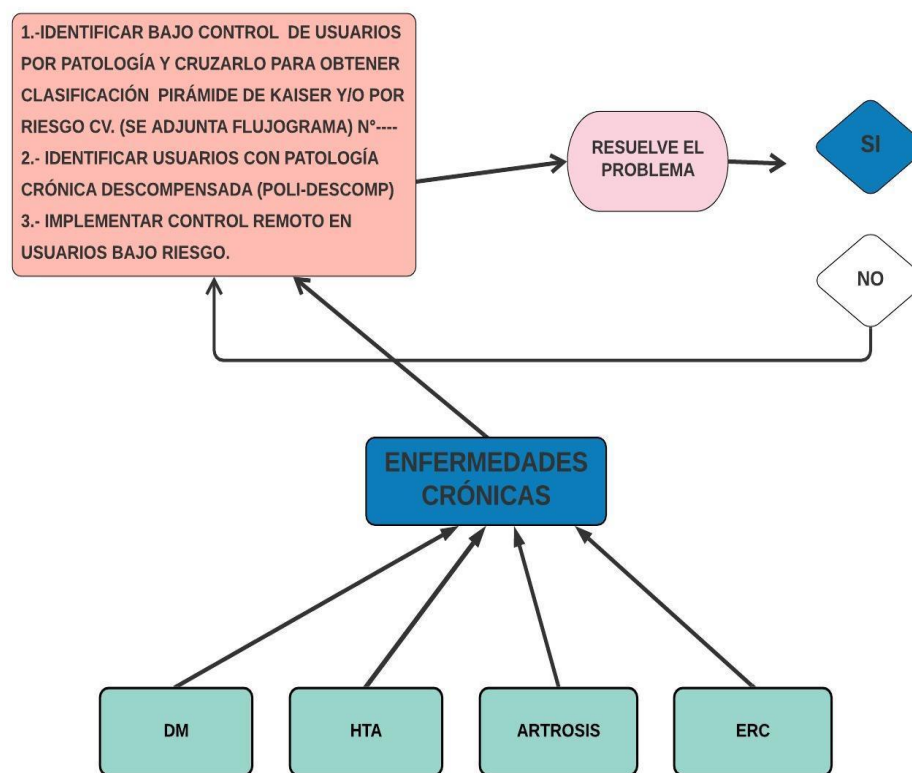 1.-IDENTIFICAR BAJO CONTROL DE USUARIOS
POR PATOLOGÍA Y CRUZARLO PARA OBTENER
CLASIFICACIÓN PIRÁMIDE DE KAISER Y/O POR
RIESGO CV. (SE ADJUNTA FLUJOGRAMA) N°----
2.- IDENTIFICAR USUARIOS CON PATOLOGÍA
CRÓNICA DESCOMPENSADA (POLI-DESCOMP)
3.- IMPLEMENTAR CONTROL REMOTO EN
USUARIOS BAJO RIESGO.
RESUELVE EL
PROBLEMA
SI
NO
ENFERMEDADES
CRÓNICAS
DM
HTA
ARTROSIS
ERC